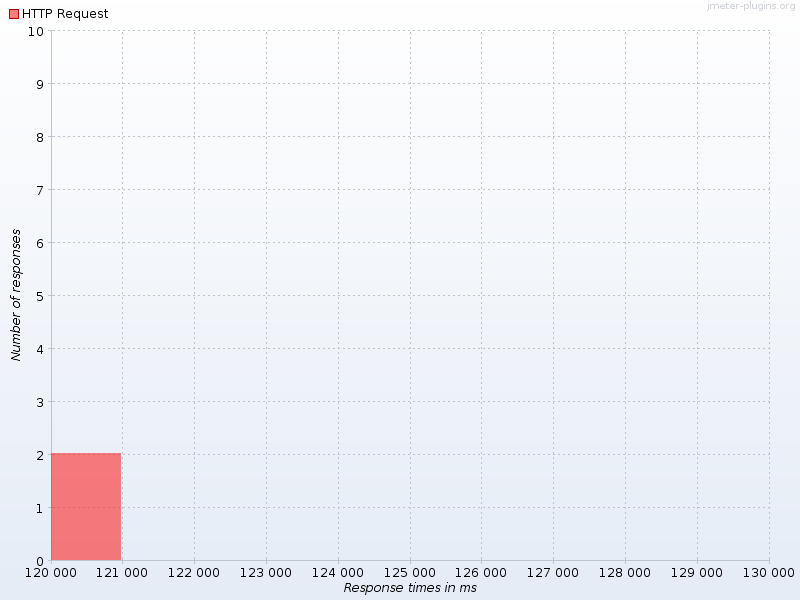 jmeter-plugins.org
HTTP Request
10
9
8
7
6
5
4
3
2
1
0
Number of responses
120 000 121 000 122 000 123 000 124 000 125 000 126 000 127 000 128 000 129 000 130 000
Response times in ms